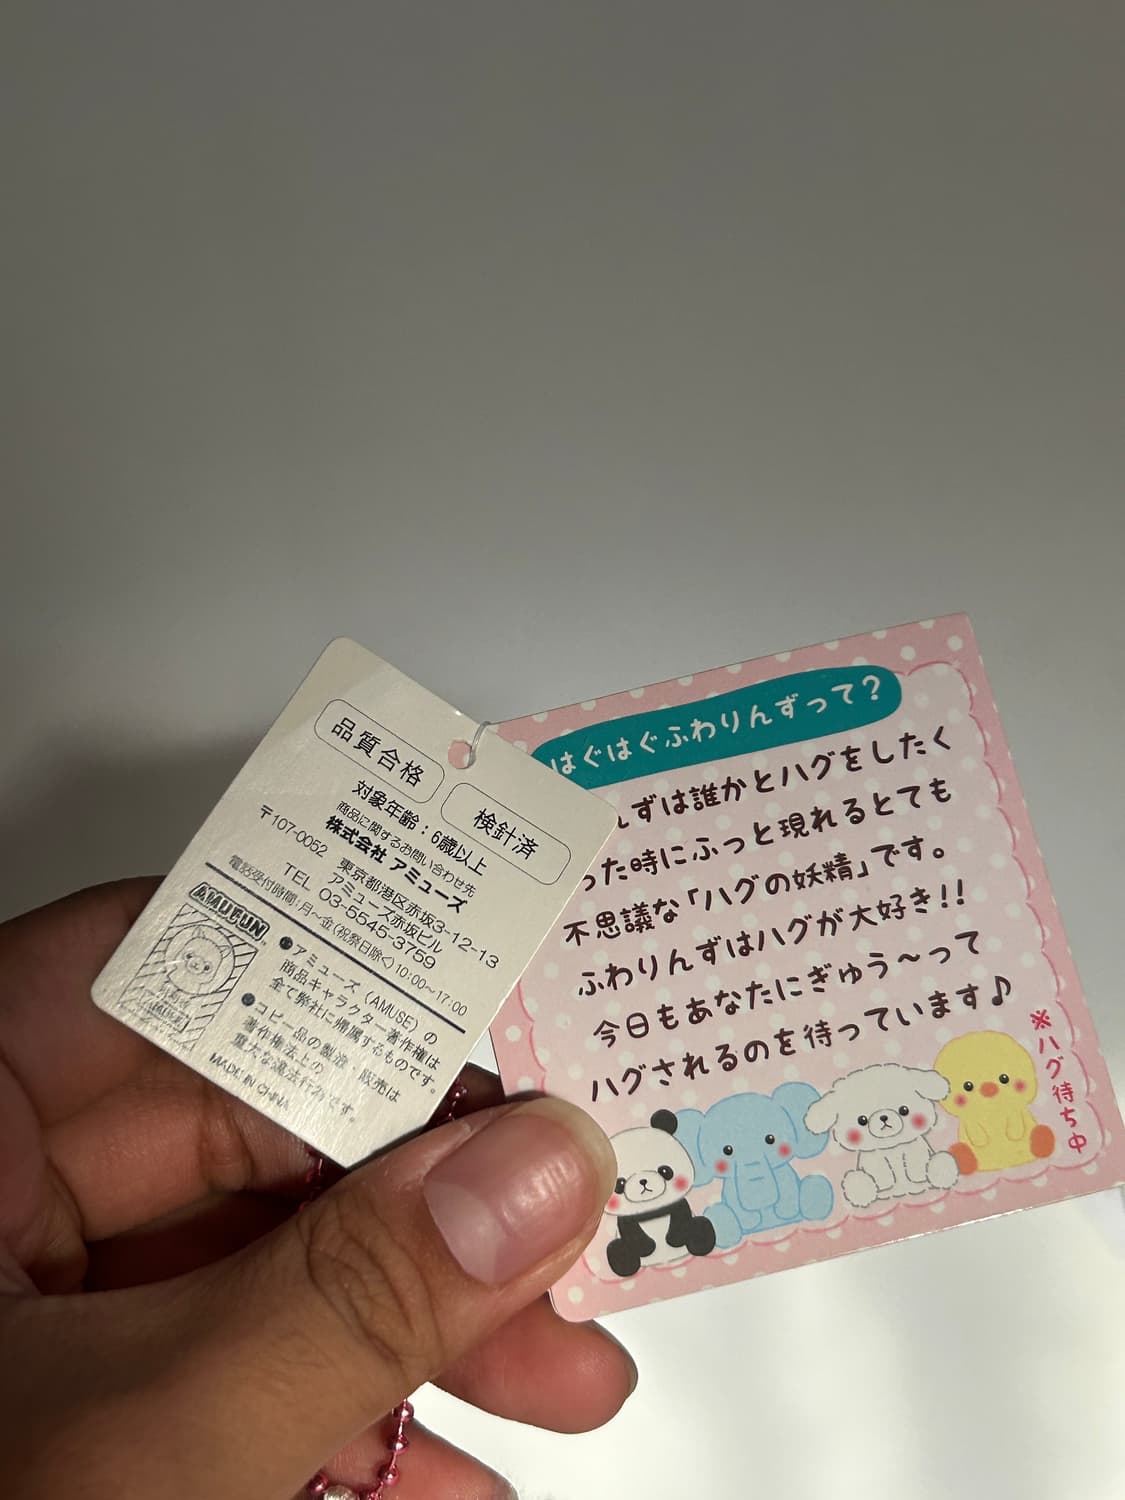 品質合格
検針済
対象年齢：6歳以上
商品に関するお問い合わせ先
株式会社 アミューズ
〒107-0052
東京都港区赤坂3-12-13
アミューズ赤坂ビル
TEL 03-5545-3759
電話受付時間：月～金（祝祭日除く）10：00～17：00
AMUFUN
アミューズ（AMUSE）の
商品キャラクター著作権は
全て弊社に帰属するものです。
コピー品の製造・販売は
著作権法上の
重大な違法行為です。
AMUSE
MADE IN CHINA
はぐはぐふわりんずって？
んずは誰かとハグをしたく
った時にふっと現れるとても
不思議な「ハグの妖精」です。
ふわりんずはハグが大好き!!
今日もあなたにぎゅう～って
ハグされるのを待っています♪
※ハグ待ち中